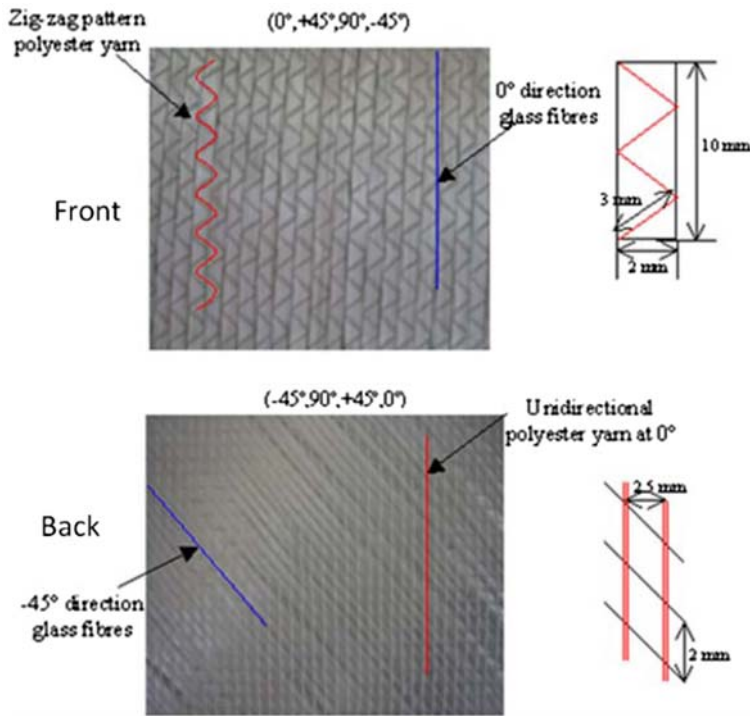 Zig-zag pattern
polyester yarn
(0°,+45°,90°,-45°)
0° direction
glass fibres
Front
10 mm
3 mm
2 mm
(-45°,90°,+45°,0°)
Unidirectional
polyester yarn at 0°
Back
-45° direction
glass fibres
2.5 mm
2 mm